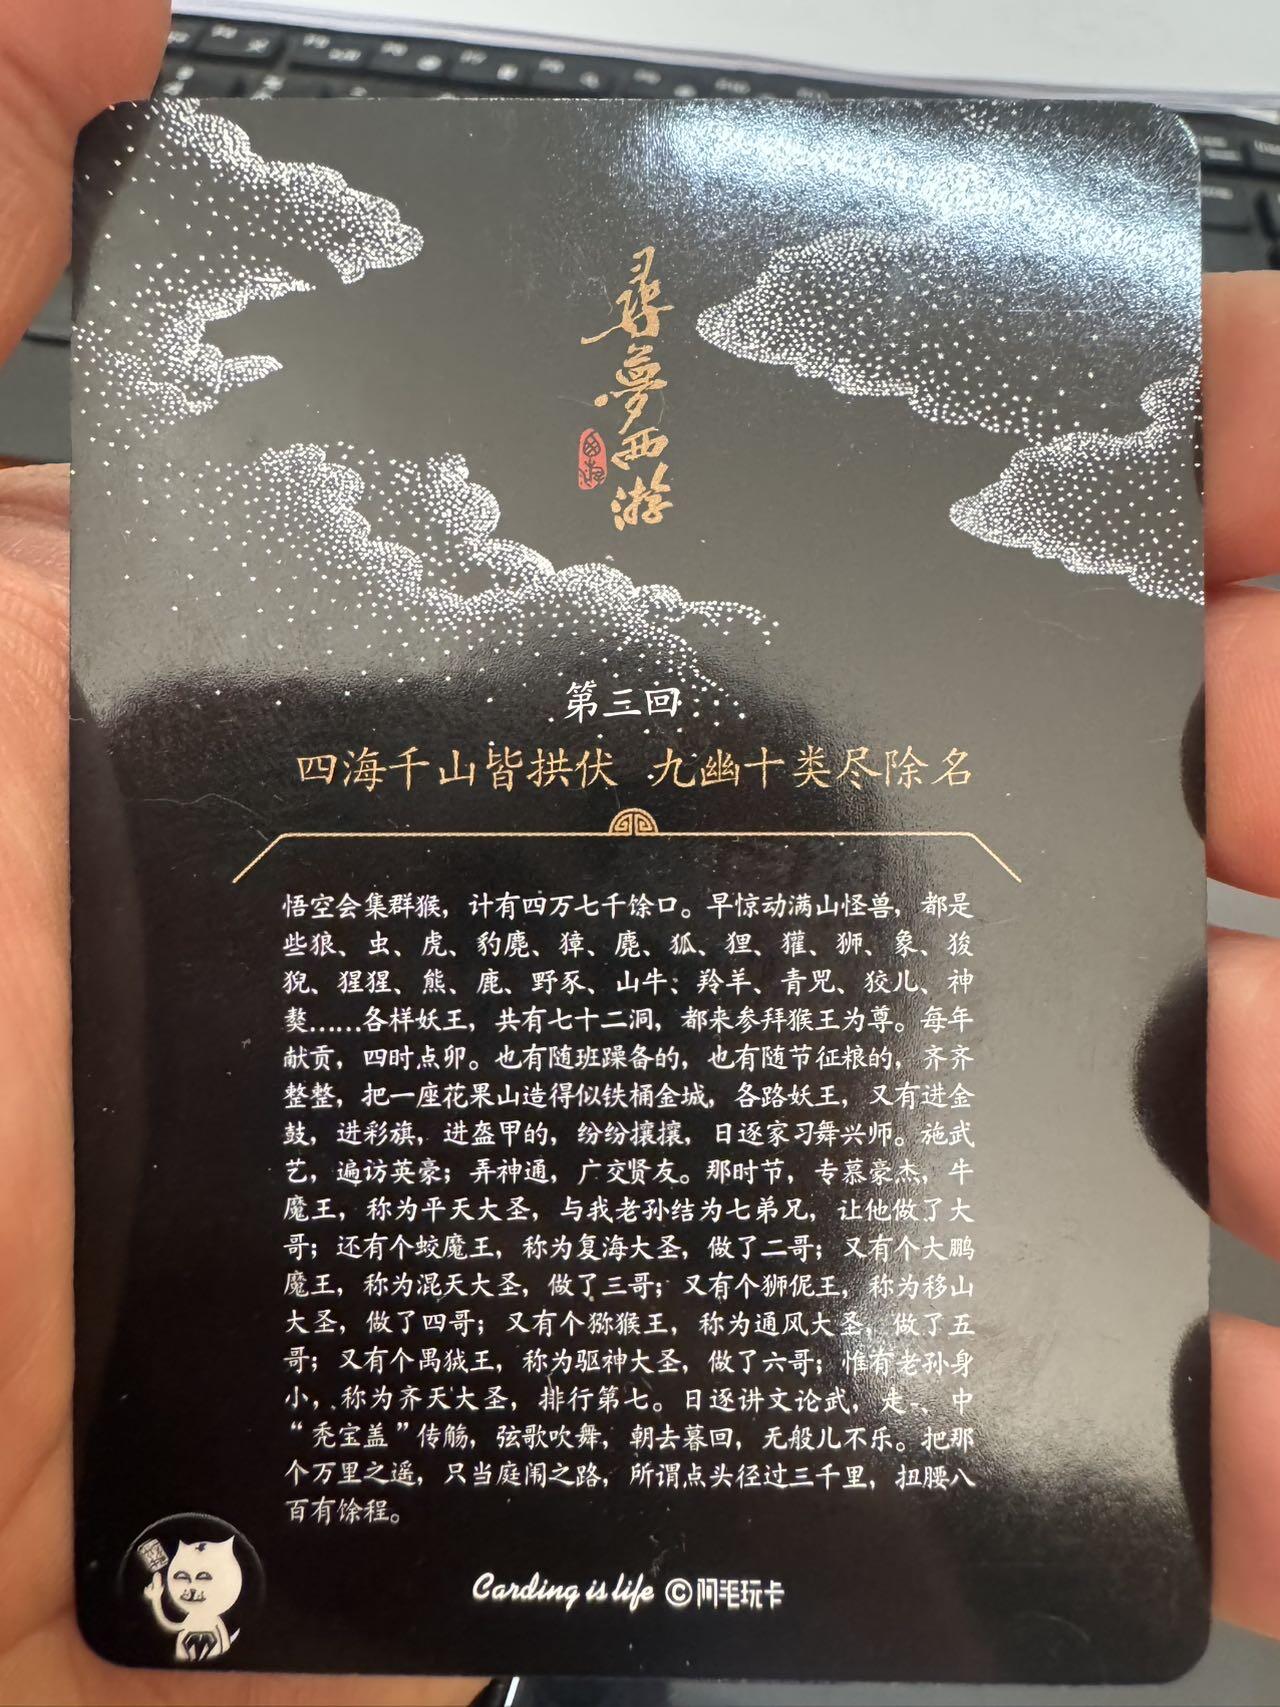 尋夢西游
第三回
四海千山皆拱伏 九幽十类尽除名
悟空会集群猴，计有四万七千馀口。早惊动满山怪兽，都是
些狼、虫、虎、豹麂、獐、麂、狐、狸、獾、狮、象、狻
猊、猩猩、熊、鹿、野豕、山牛；羚羊、青兕、狡儿、神
獒……各样妖王，共有七十二洞，都来参拜猴王为尊。每年
献贡，四时点卯。也有随班躁备的，也有随节征粮的，齐齐
整整，把一座花果山造得似铁桶金城，各路妖王，又有进金
鼓，进彩旗，进盔甲的，纷纷攘攘，日逐家习舞兴师。施武
艺，遍访英豪；弄神通，广交贤友。那时节，专慕豪杰，牛
魔王，称为平天大圣，与我老孙结为七弟兄，让他做了大
哥；还有个蛟魔王，称为复海大圣，做了二哥；又有个大鹏
魔王，称为混天大圣，做了三哥；又有个狮伲王，称为移山
大圣，做了四哥；又有个猕猴王，称为通风大圣，做了五
哥；又有个禺狨王，称为驱神大圣，做了六哥；惟有老孙身
小，称为齐天大圣，排行第七。日逐讲文论武，走、中
“秃宝盖”传觞，弦歌吹舞，朝去暮回，无般儿不乐。把那
个万里之遥，只当庭闹之路，所谓点头径过三千里，扭腰八
百有馀程。
Carding is life ©阿毛玩卡